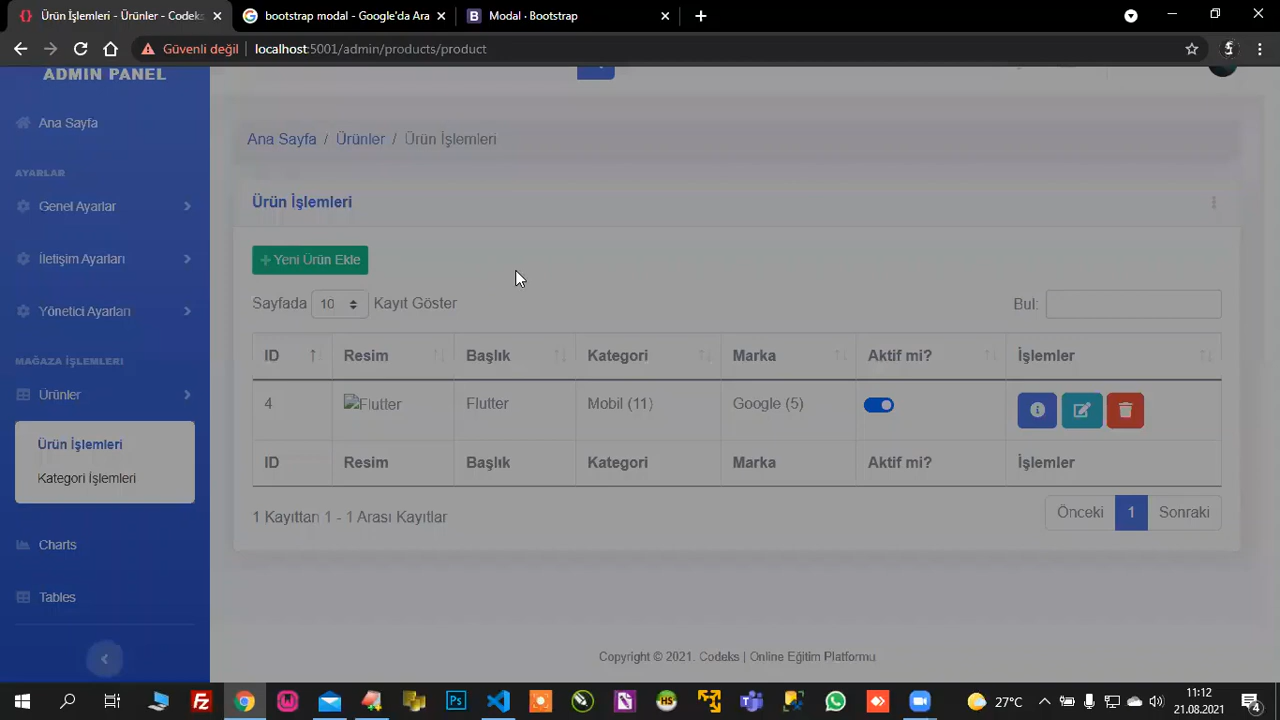 Ürün İşlemleri - Ürünler - Codeks
bootstrap modal - Google'da Ara
Modal · Bootstrap
Güvenli değil
localhost:5001/admin/products/product
ADMIN PANEL
Ana Sayfa
AYARLAR
Genel Ayarlar
İletişim Ayarları
Yönetici Ayarları
MAĞAZA İŞLEMLERİ
Ürünler
Ürün İşlemleri
Kategori İşlemleri
Charts
Tables
Ana Sayfa / Ürünler / Ürün İşlemleri
Ürün İşlemleri
+ Yeni Ürün Ekle
Sayfada 10 Kayıt Göster
Bul:
ID Resim Başlık Kategori Marka Aktif mi? İşlemler
4 Flutter Flutter Mobil (11) Google (5)
ID Resim Başlık Kategori Marka Aktif mi? İşlemler
1 Kayıttan 1 - 1 Arası Kayıtlar
Önceki 1 Sonraki
Copyright © 2021. Codeks | Online Eğitim Platformu
27°C
11:12
21.08.2021
4